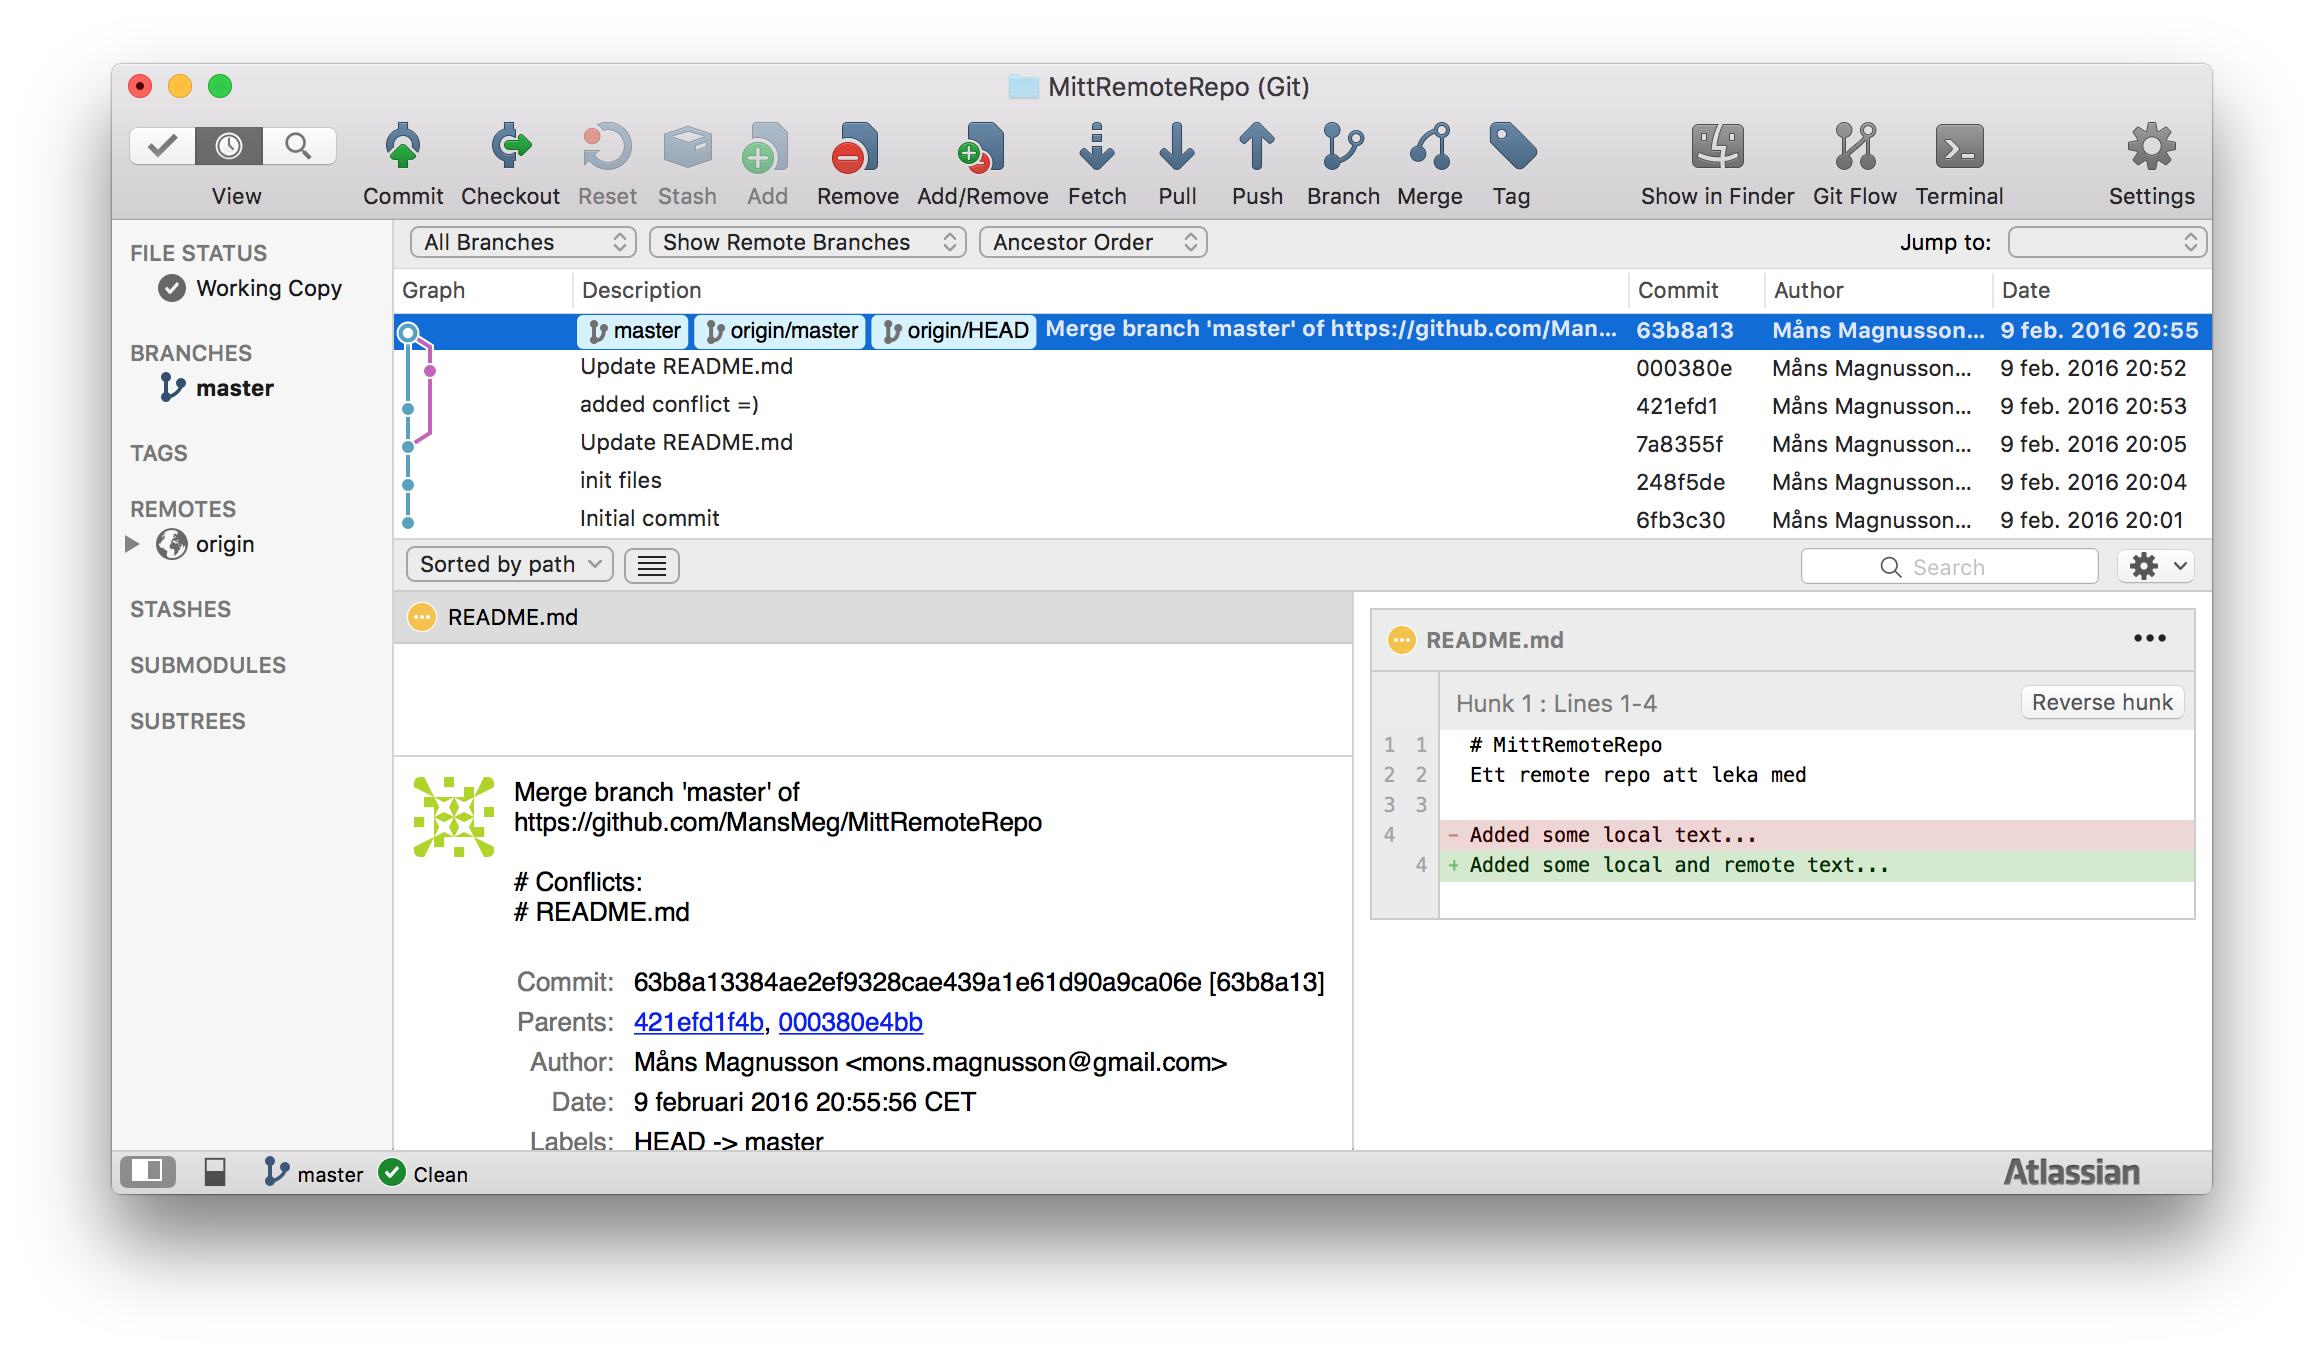 MittRemoteRepo (Git)
View Commit Checkout Reset Stash Add Remove Add/Remove Fetch Pull Push Branch Merge Tag Show in Finder Git Flow Terminal Settings
FILE STATUS
Working Copy
BRANCHES
master
TAGS
REMOTES
origin
STASHES
SUBMODULES
SUBTREES
All Branches Show Remote Branches Ancestor Order Jump to:
Graph Description Commit Author Date
master origin/master origin/HEAD Merge branch 'master' of https://github.com/Man... 63b8a13 Måns Magnusson... 9 feb. 2016 20:55
Update README.md 000380e Måns Magnusson... 9 feb. 2016 20:52
added conflict =) 421efd1 Måns Magnusson... 9 feb. 2016 20:53
Update README.md 7a8355f Måns Magnusson... 9 feb. 2016 20:05
init files 248f5de Måns Magnusson... 9 feb. 2016 20:04
Initial commit 6fb3c30 Måns Magnusson... 9 feb. 2016 20:01
Sorted by path Search
README.md
Merge branch 'master' of
https://github.com/MansMeg/MittRemoteRepo
# Conflicts:
# README.md
Commit: 63b8a13384ae2ef9328cae439a1e61d90a9ca06e [63b8a13]
Parents: 421efd1f4b, 000380e4bb
Author: Måns Magnusson <mons.magnusson@gmail.com>
Date: 9 februari 2016 20:55:56 CET
Labels: HEAD -> master
README.md •••
Hunk 1 : Lines 1-4 Reverse hunk
1 1 # MittRemoteRepo
2 2 Ett remote repo att leka med
3 3
4 - Added some local text...
4 + Added some local and remote text...
master Clean Atlassian